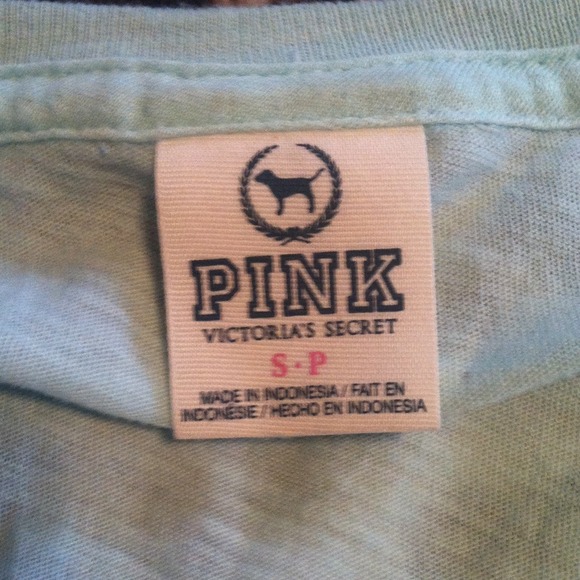 PINK
VICTORIA'S SECRET
S·P
MADE IN INDONESIA / FAIT EN
INDONÉSIE / HECHO EN INDONESIA